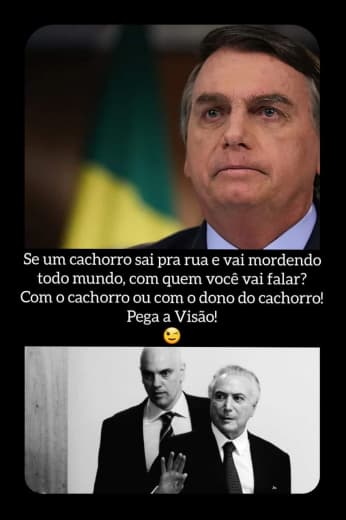 Se um cachorro sai pra rua e vai mordendo
todo mundo, com quem você vai falar?
Com o cachorro ou com o dono do cachorro!
Pega a Visão!
😉